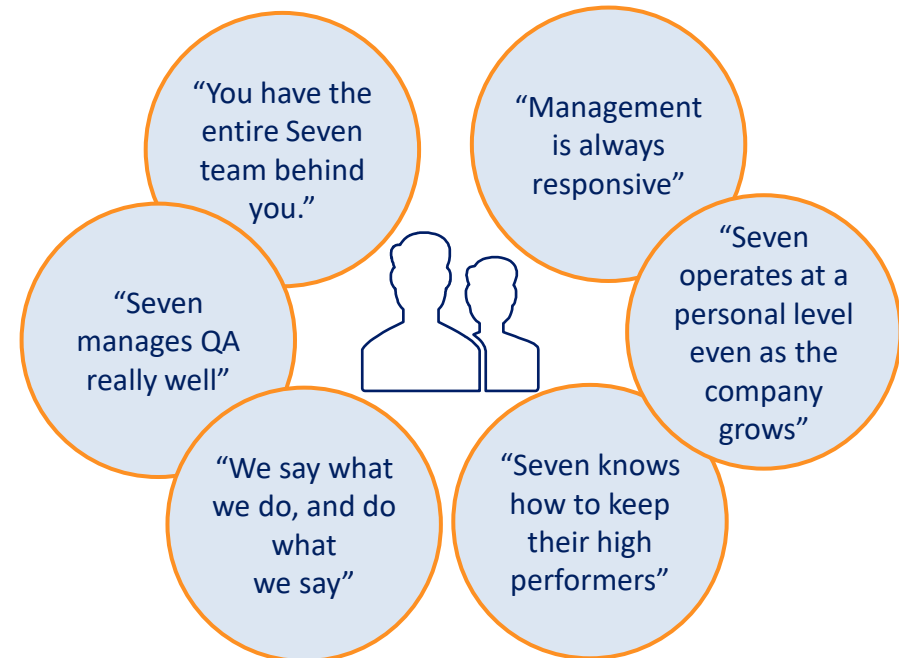 “You have the
entire Seven
team behind
you.”
“Management
is always
responsive”
“Seven
manages QA
really well”
“Seven
operates at a
personal level
even as the
company
grows”
“We say what
we do, and do
what
we say”
“Seven knows
how to keep
their high
performers”